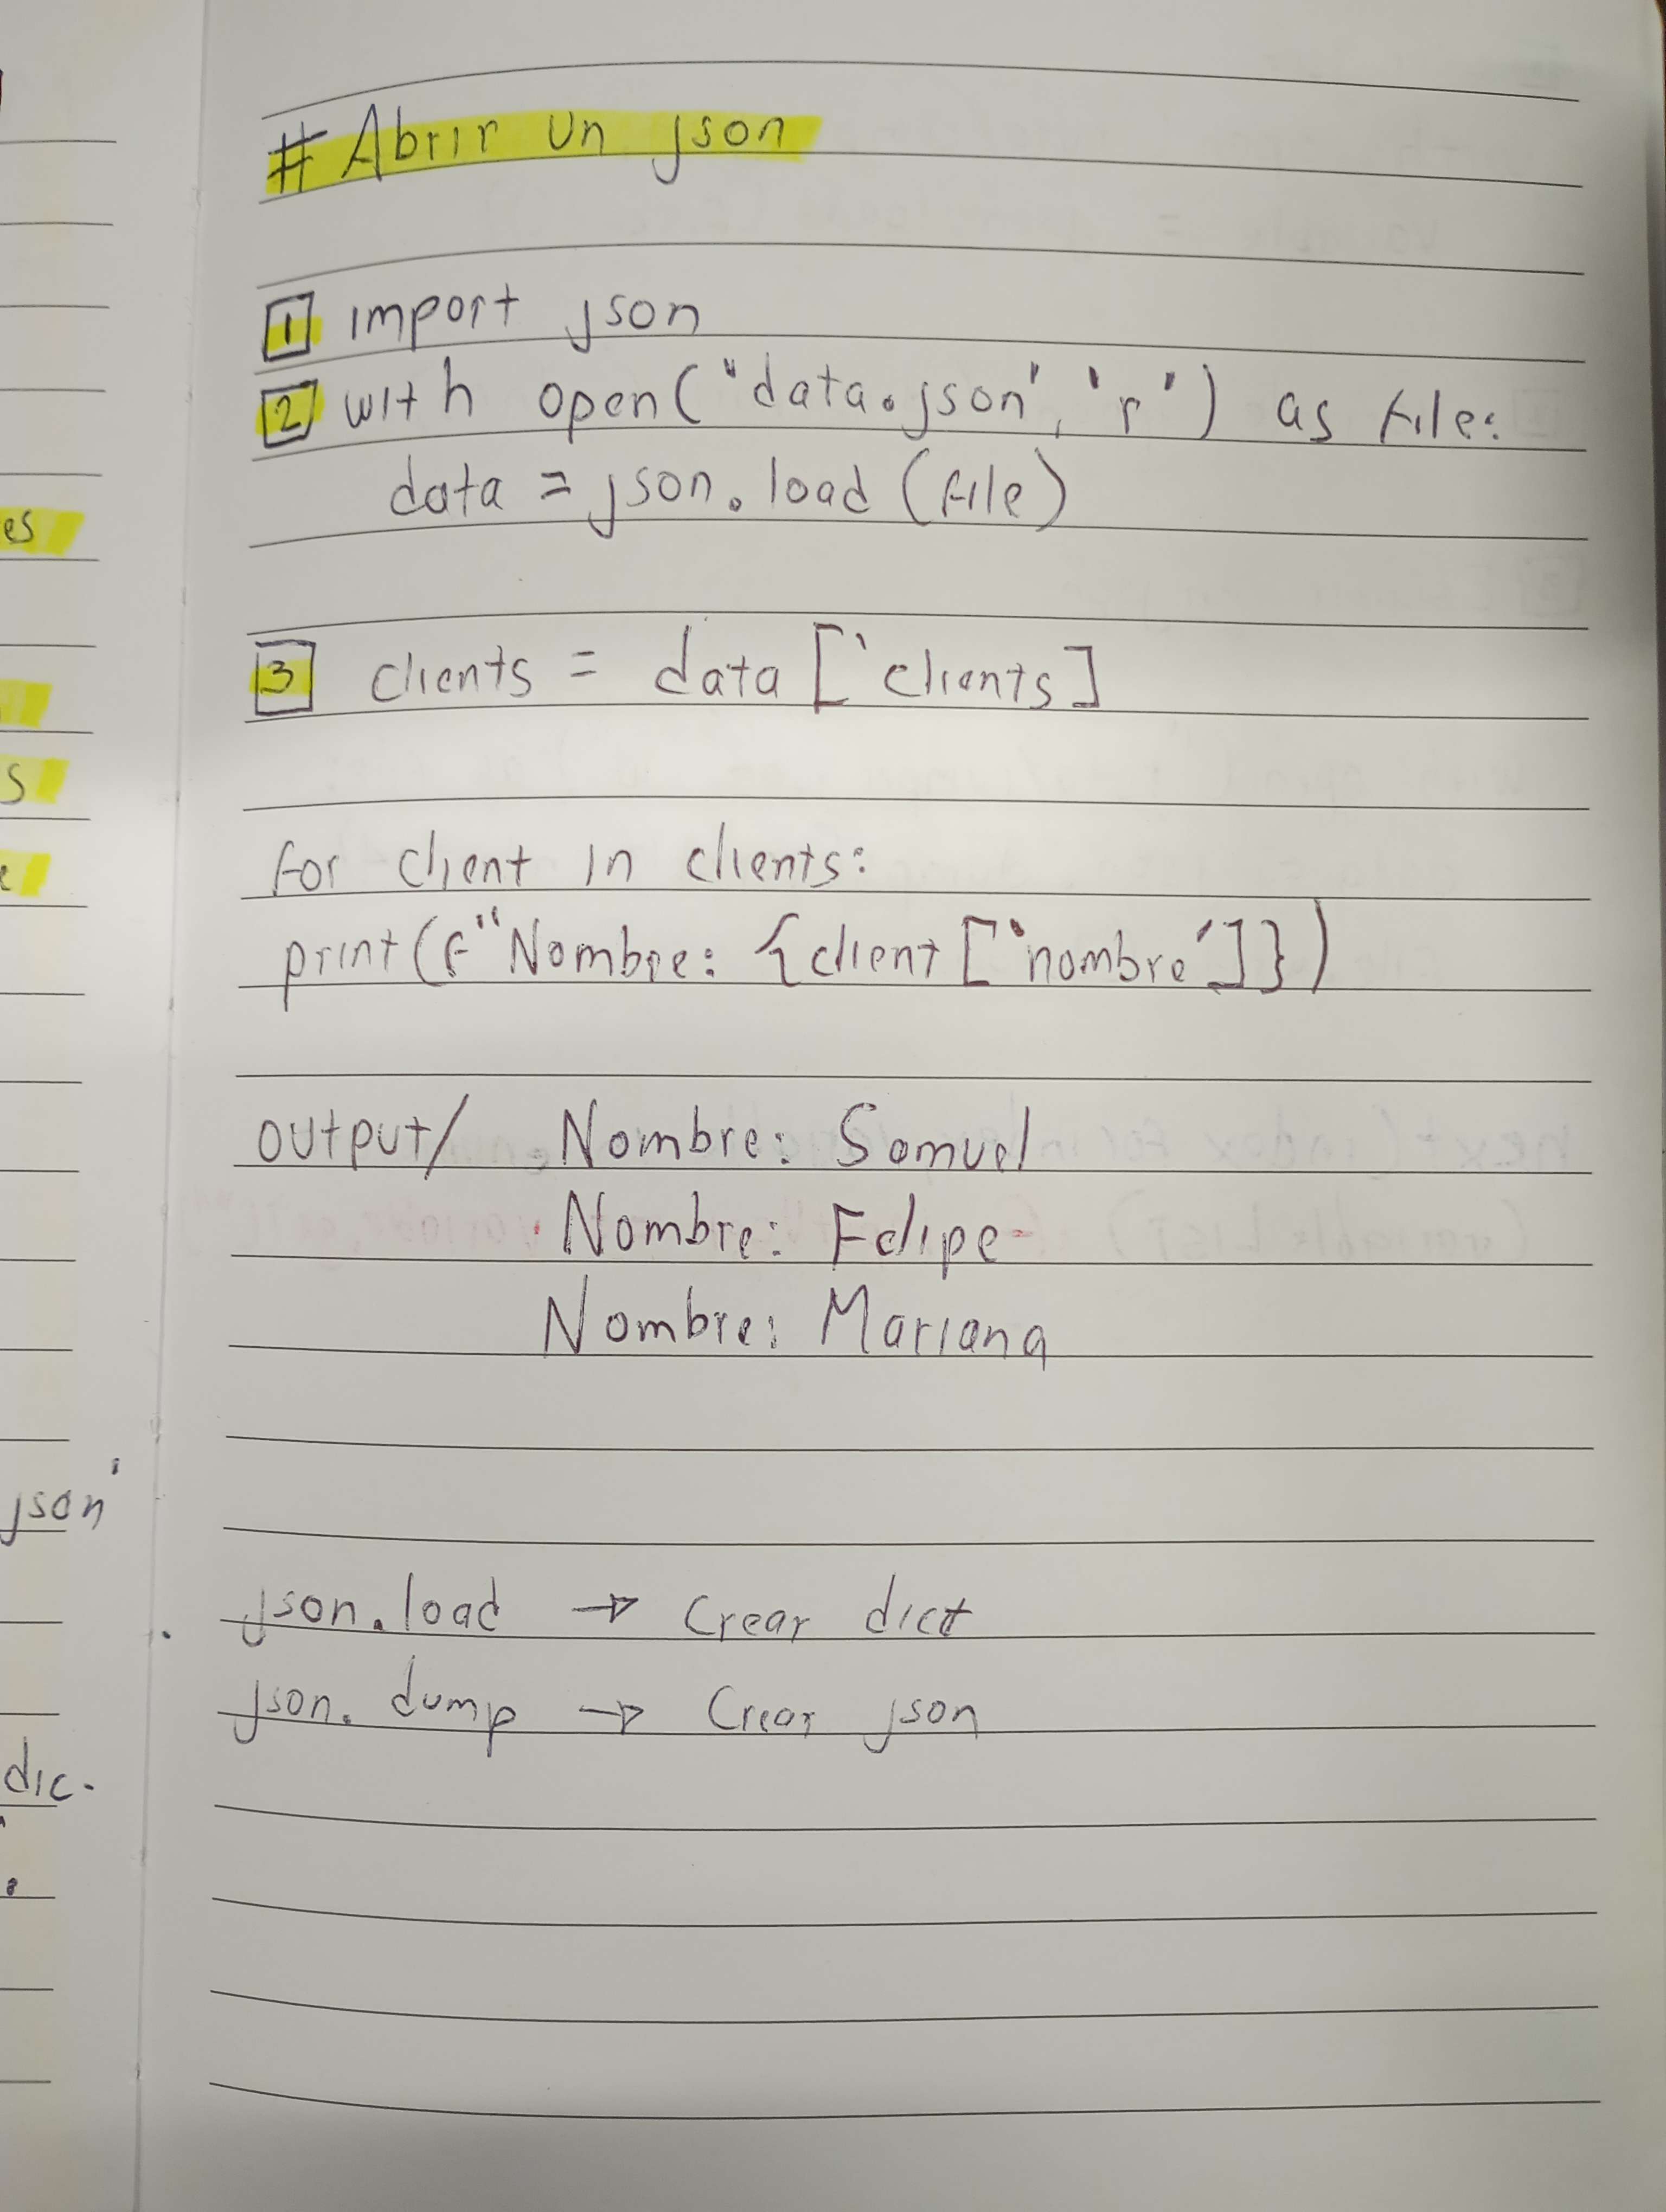 # Abrir un json
1 import json
2 with open("data.json', 'r') as file:
data = json.load (file)
3 clients = data ['clients]
for client in clients:
print(f"Nombre: {client ['nombre']})
output/ Nombre: Samuel
Nombre: Felipe
Nombre: Mariana
json.load → Crear dict
json. dump → Crear json
es
s
json'
dic.